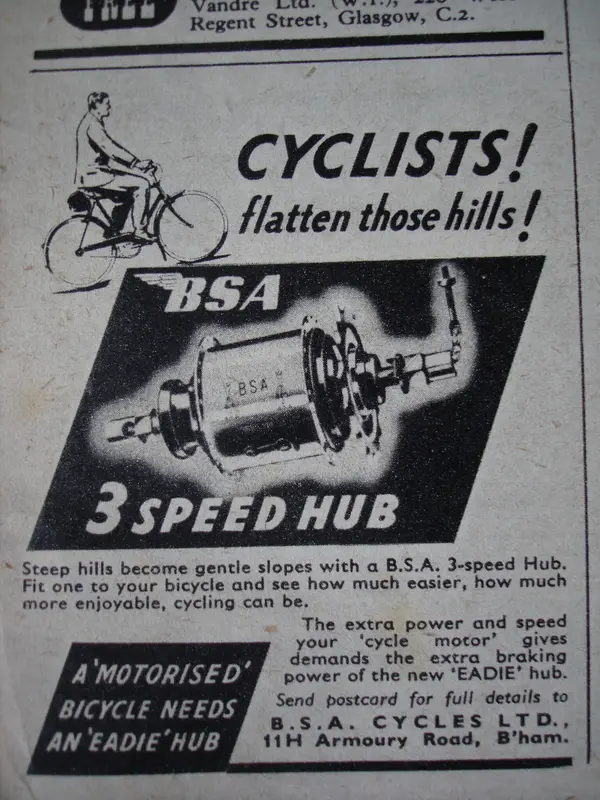 FREE
Vandre Ltd. (W.T.), 228
Regent Street, Glasgow, C.2.
CYCLISTS!
flatten those hills!
BSA
BSA
3 SPEED HUB
Steep hills become gentle slopes with a B.S.A. 3-speed Hub.
Fit one to your bicycle and see how much easier, how much
more enjoyable, cycling can be.
The extra power and speed
your 'cycle motor' gives
demands the extra braking
power of the new 'EADIE' hub.
Send postcard for full details to
B.S.A. CYCLES LTD.,
11H Armoury Road, B'ham.
A 'MOTORISED'
BICYCLE NEEDS
AN 'EADIE' HUB